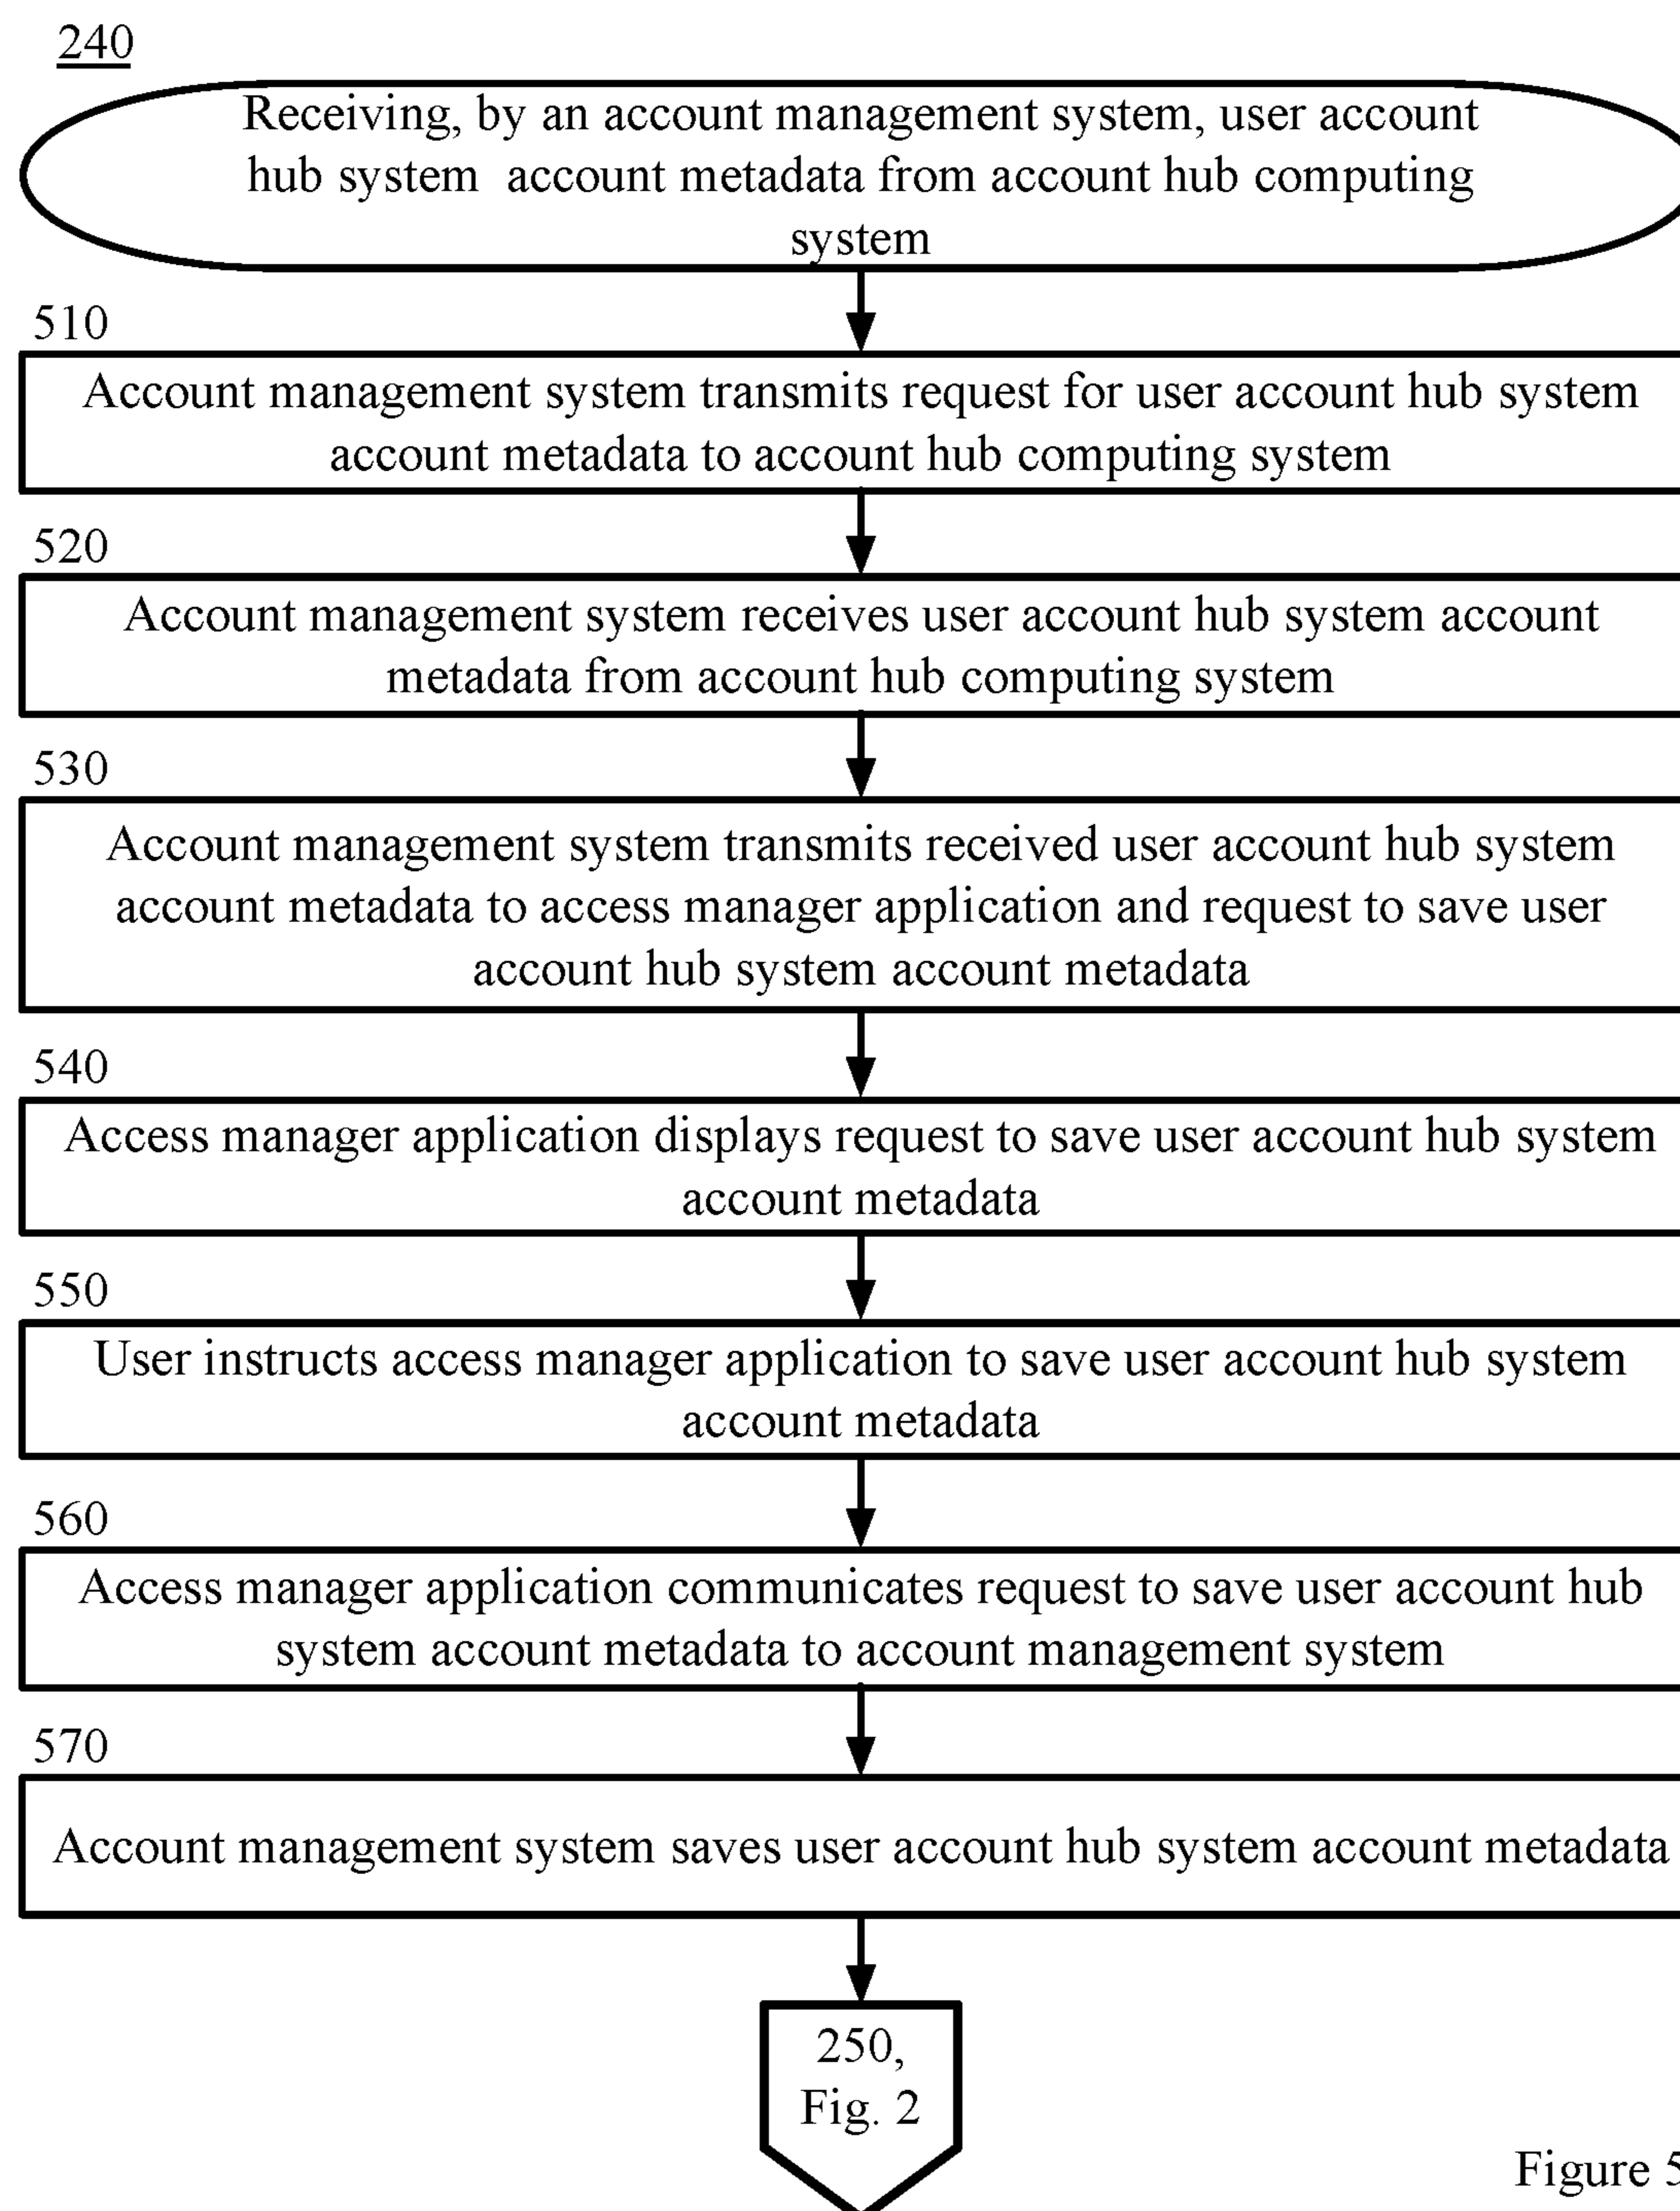 240
Receiving, by an account management system, user account
hub system account metadata from account hub computing
system
510
Account management system transmits request for user account hub system
account metadata to account hub computing system
520
Account management system receives user account hub system account
metadata from account hub computing system
530
Account management system transmits received user account hub system
account metadata to access manager application and request to save user
account hub system account metadata
540
Access manager application displays request to save user account hub system
account metadata
550
User instructs access manager application to save user account hub system
account metadata
560
Access manager application communicates request to save user account hub
system account metadata to account management system
570
Account management system saves user account hub system account metadata
250,
Fig. 2
Figure 5